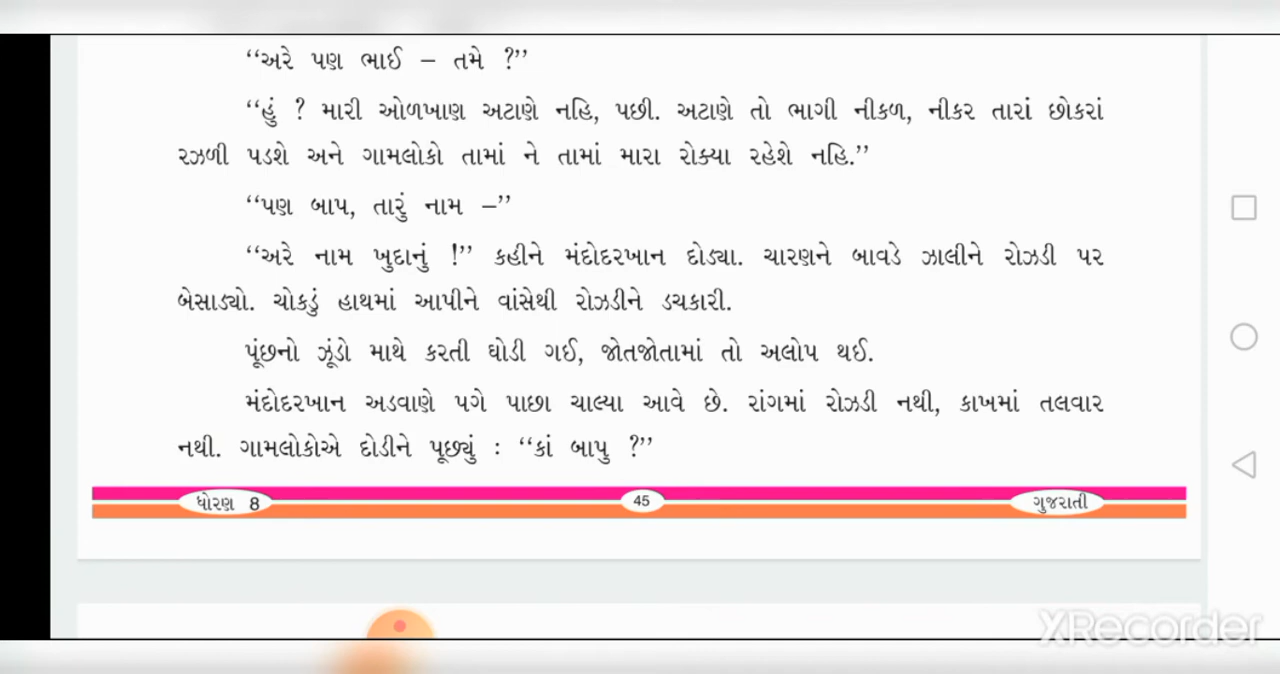 “અરે પણ ભાઈ – તમે ?”
“હું ? મારી ઓળખાણ અટાણે નહિ, પછી. અટાણે તો ભાગી નીકળ, નીકર તારાં છોકરાં
રઝળી પડશે અને ગામલોકો તામાં ને તામાં મારા રોક્યા રહેશે નહિ.”
“પણ બાપ, તારું નામ –”
“અરે નામ ખુદાનું !” કહીને મંદોદરખાન દોડ્યા. ચારણને બાવડે ઝાલીને રોઝડી પર
બેસાડ્યો. ચોકડું હાથમાં આપીને વાંસેથી રોઝડીને ડચકારી.
પૂંછનો ઝૂંડો માથે કરતી ઘોડી ગઈ, જોતજોતામાં તો અલોપ થઈ.
મંદોદરખાન અડવાણે પગે પાછા ચાલ્યા આવે છે. રાંગમાં રોઝડી નથી, કાખમાં તલવાર
નથી. ગામલોકોએ દોડીને પૂછ્યું : “કાં બાપુ ?”
ધોરણ 8 45 ગુજરાતી
XRecorder